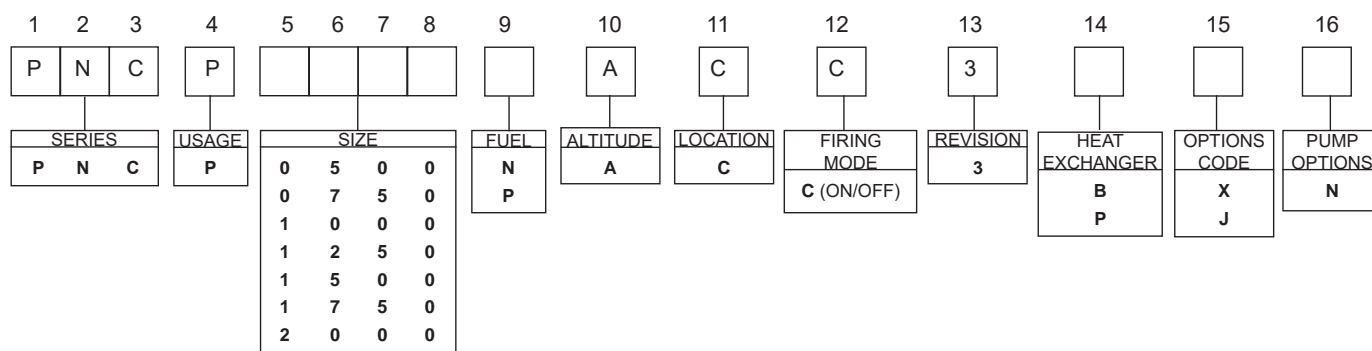 1 2 3 4 5 6 7 8 9 10 11 12 13 14 15 16
P N C P A C C 3
SERIES
P N C
USAGE
P
SIZE
0 5 0 0
0 7 5 0
1 0 0 0
1 2 5 0
1 5 0 0
1 7 5 0
2 0 0 0
FUEL
N
P
ALTITUDE
A
LOCATION
C
FIRING
MODE
C (ON/OFF)
REVISION
3
HEAT
EXCHANGER
B
P
OPTIONS
CODE
X
J
PUMP
OPTIONS
N